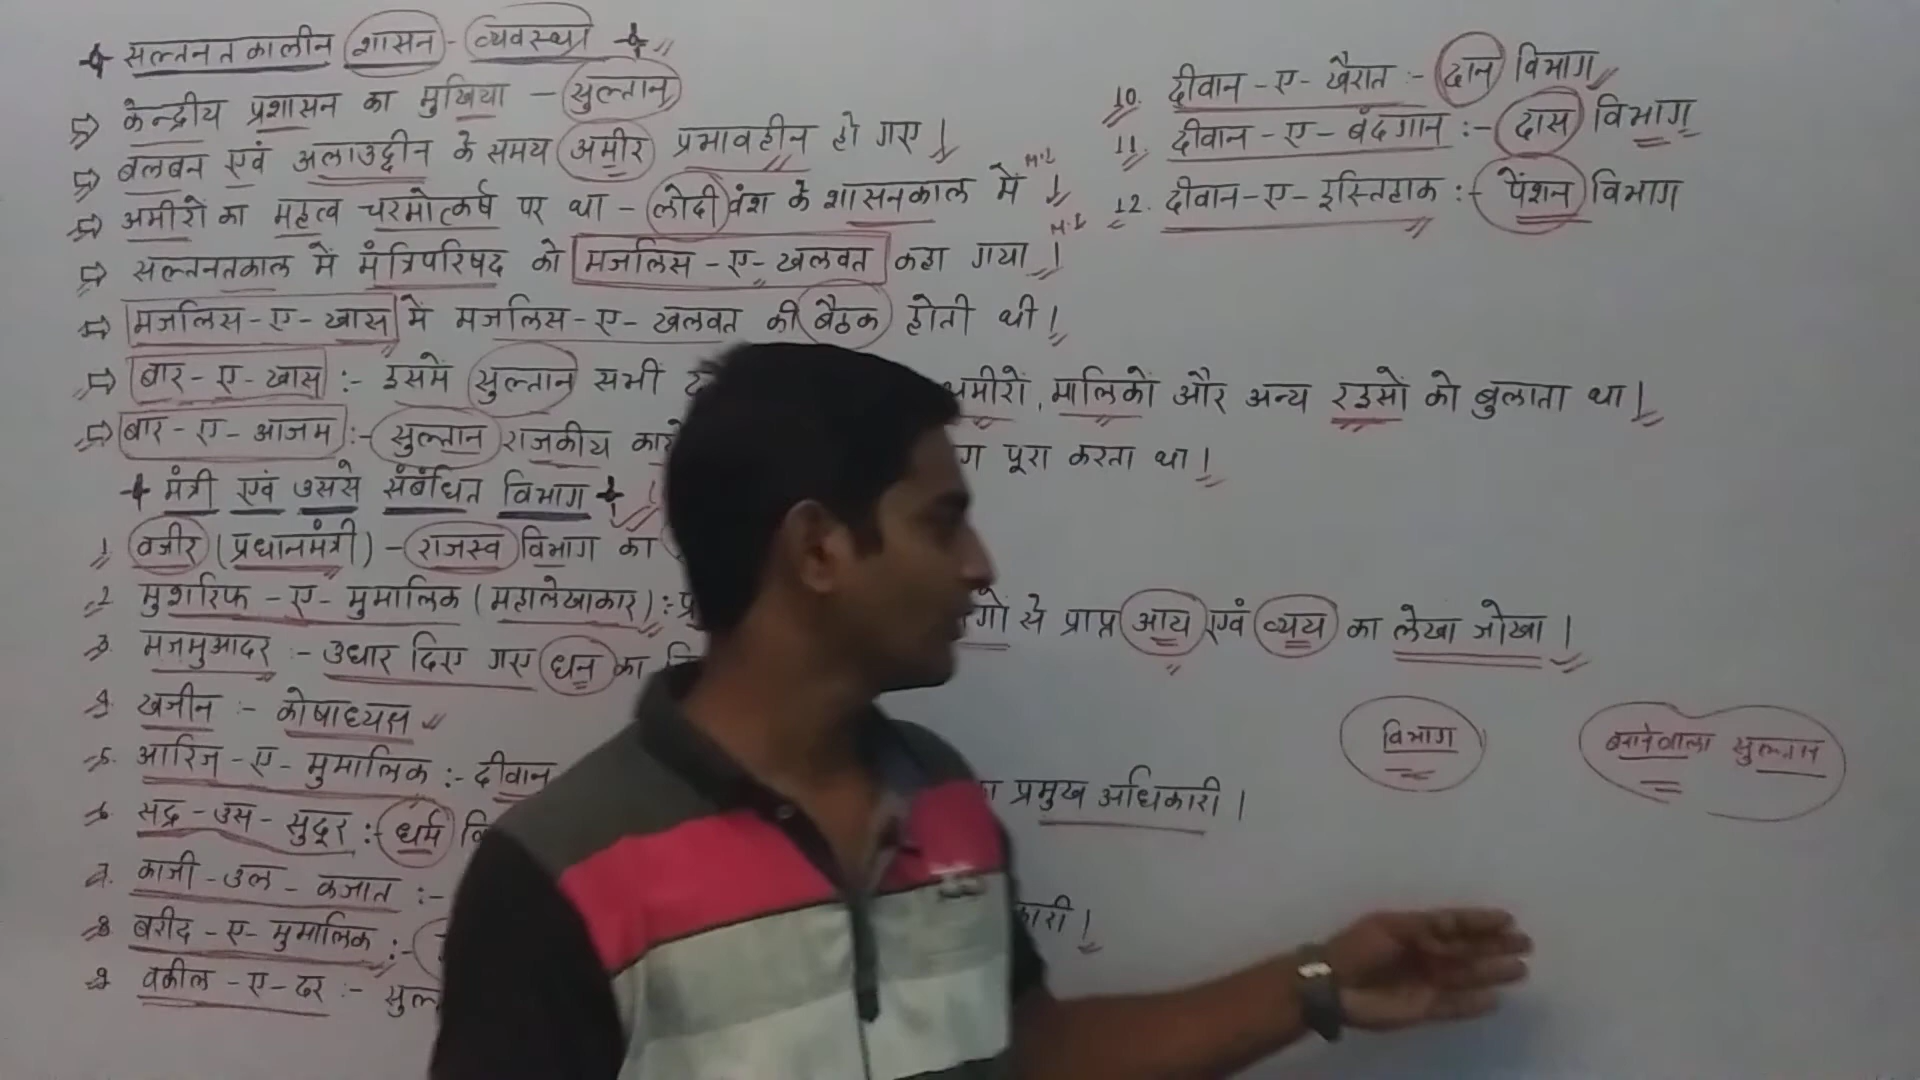 सल्तनतकालीन शासन - व्यवस्था
केन्द्रीय प्रशासन का मुखिया - सुल्तान
बलबन एवं अलाउद्दीन के समय अमीर प्रभावहीन हो गए।
अमीरों का महत्व चरमोत्कर्ष पर था - लोदी वंश के शासनकाल में।
सल्तनतकाल में मंत्रिपरिषद को मजलिस-ए-खलवत कहा गया।
मजलिस-ए-खास में मजलिस-ए-खलवत की बैठक होती थी।
बार-ए-खास :- इसमें सुल्तान सभी अमीरों, मालिकों और अन्य रइसों को बुलाता था।
बार-ए-आजम :- सुल्तान राजकीय पूरा करता था।
मंत्री एवं उससे संबंधित विभाग
1 वजीर (प्रधानमंत्री) - राजस्व विभाग का
2 मुशरिफ-ए-मुमालिक (महालेखाकार) :- से प्राप्त आय एवं व्यय का लेखा जोखा।
3. मजमुआदर :- उधार दिए गए धन का
4. खजीन :- कोषाध्यक्ष
5. आरिज-ए-मुमालिक :- दीवान प्रमुख अधिकारी।
6. सद्र-उस-सुदूर :- धर्म
7. काजी-उल-कजात :-
8 बरीद-ए-मुमालिक :-
9 वकील-ए-दर :-
10. दीवान-ए-खैरात :- दान विभाग
11. दीवान-ए-बंदगान :- दास विभाग
12. दीवान-ए-इस्तिहाक :- पेंशन विभाग
विभाग
बनानेवाला सुल्तान